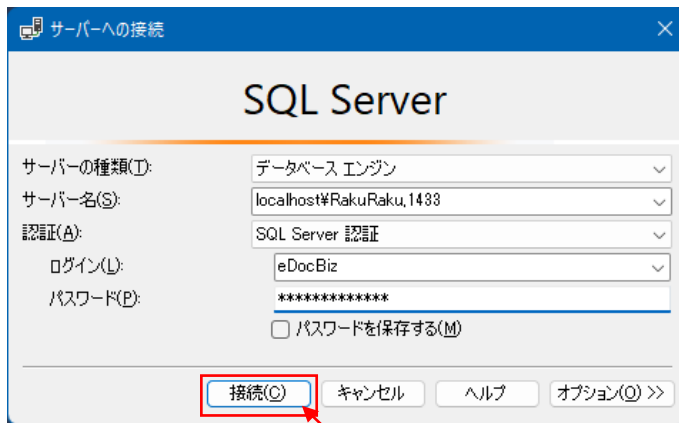 サーバーへの接続
SQL Server
サーバーの種類(T): データベース エンジン
サーバー名(S): localhost¥RakuRaku,1433
認証(A): SQL Server 認証
ログイン(L): eDocBiz
パスワード(P): *************
パスワードを保存する(M)
接続(C) キャンセル ヘルプ オプション(O) >>